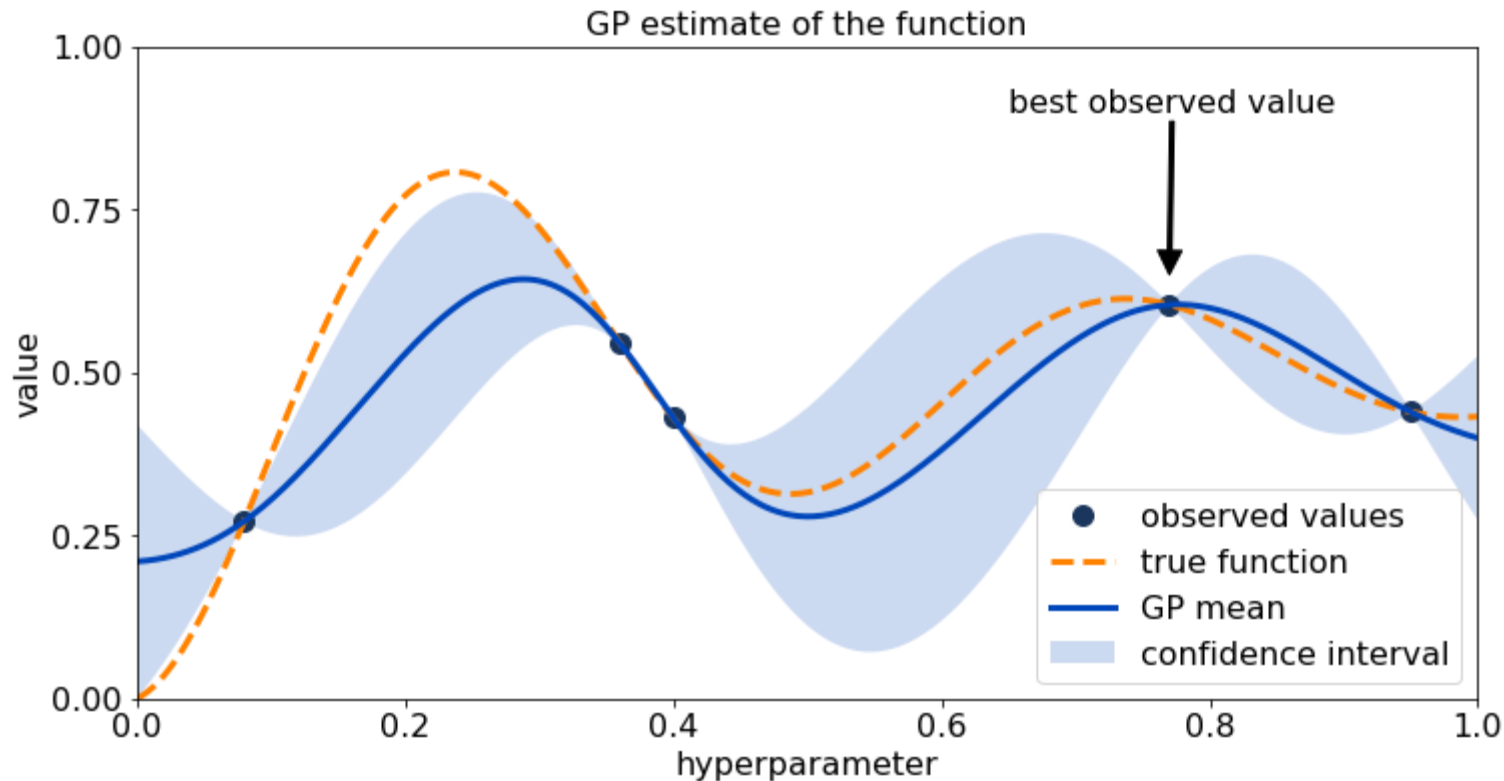 GP estimate of the function
1.00
best observed value
0.75
value
0.50
0.25
observed values
true function
GP mean
confidence interval
0.00
0.0 0.2 0.4 0.6 0.8 1.0
hyperparameter